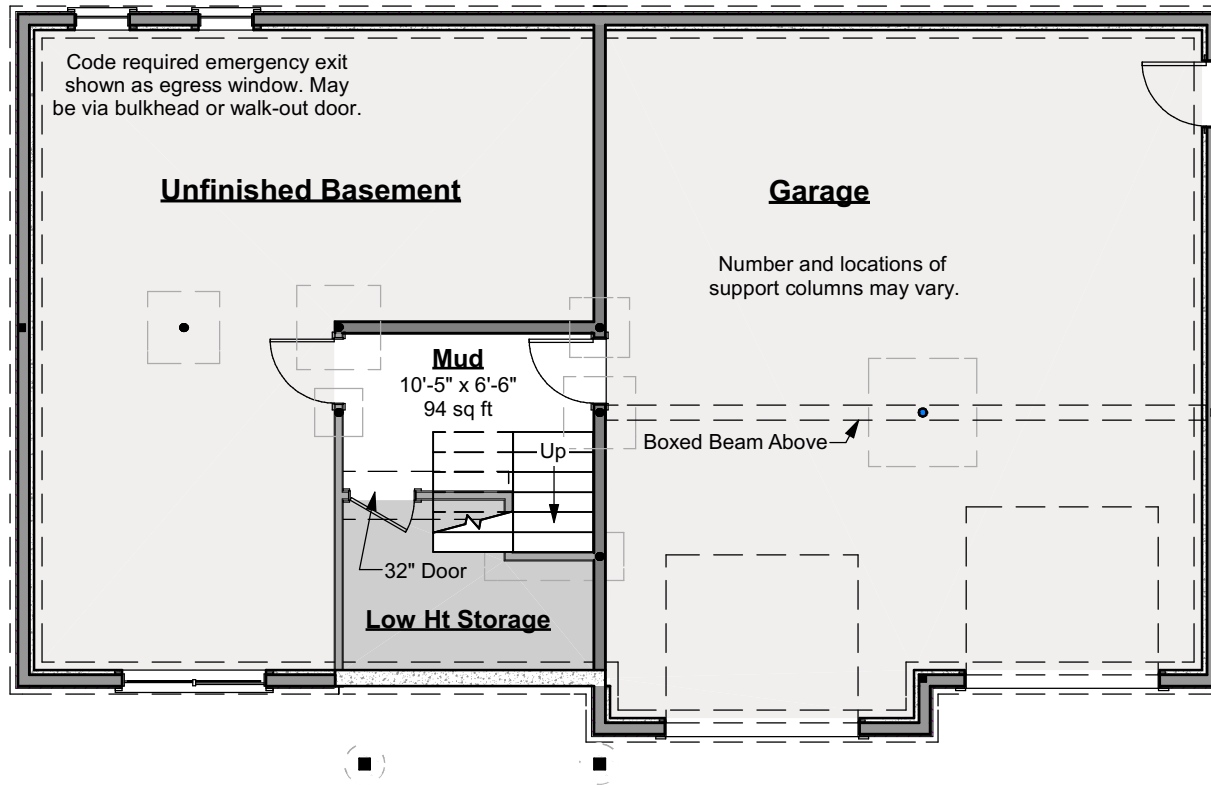 Code required emergency exit
shown as egress window. May
be via bulkhead or walk-out door.
Unfinished Basement
Garage
Number and locations of
support columns may vary.
Mud
10'-5" x 6'-6"
94 sq ft
Up
Boxed Beam Above
32" Door
Low Ht Storage